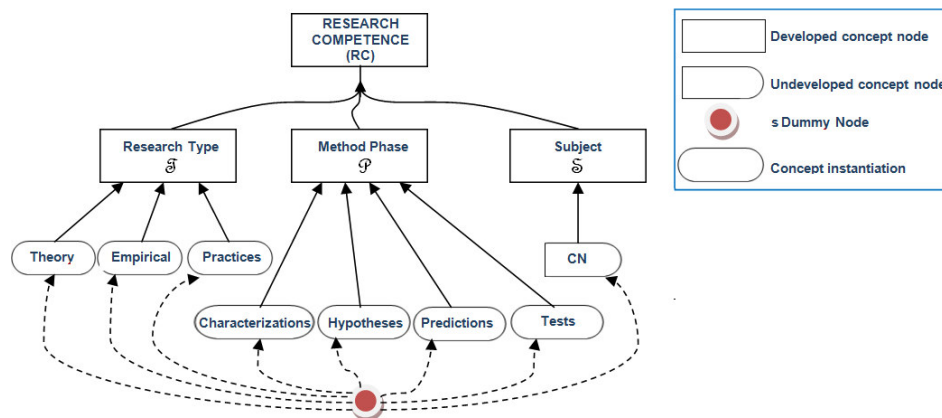 RESEARCH
COMPETENCE
(RC)
Research Type
𝒯
Method Phase
𝒫
Subject
𝒮
Theory
Empirical
Practices
CN
Characterizations
Hypotheses
Predictions
Tests
Developed concept node
Undeveloped concept node
s Dummy Node
Concept instantiation